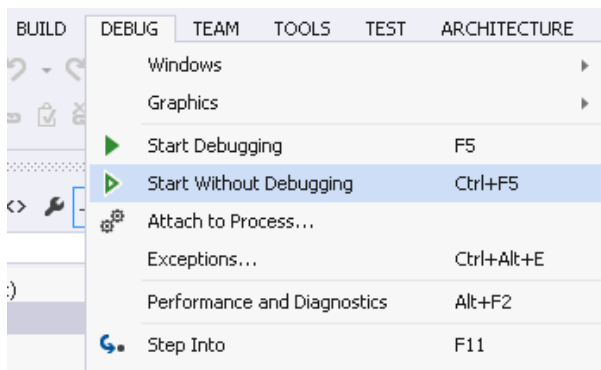 BUILD DEBUG TEAM TOOLS TEST ARCHITECTURE
Windows
Graphics
Start Debugging F5
Start Without Debugging Ctrl+F5
Attach to Process...
Exceptions... Ctrl+Alt+E
Performance and Diagnostics Alt+F2
Step Into F11